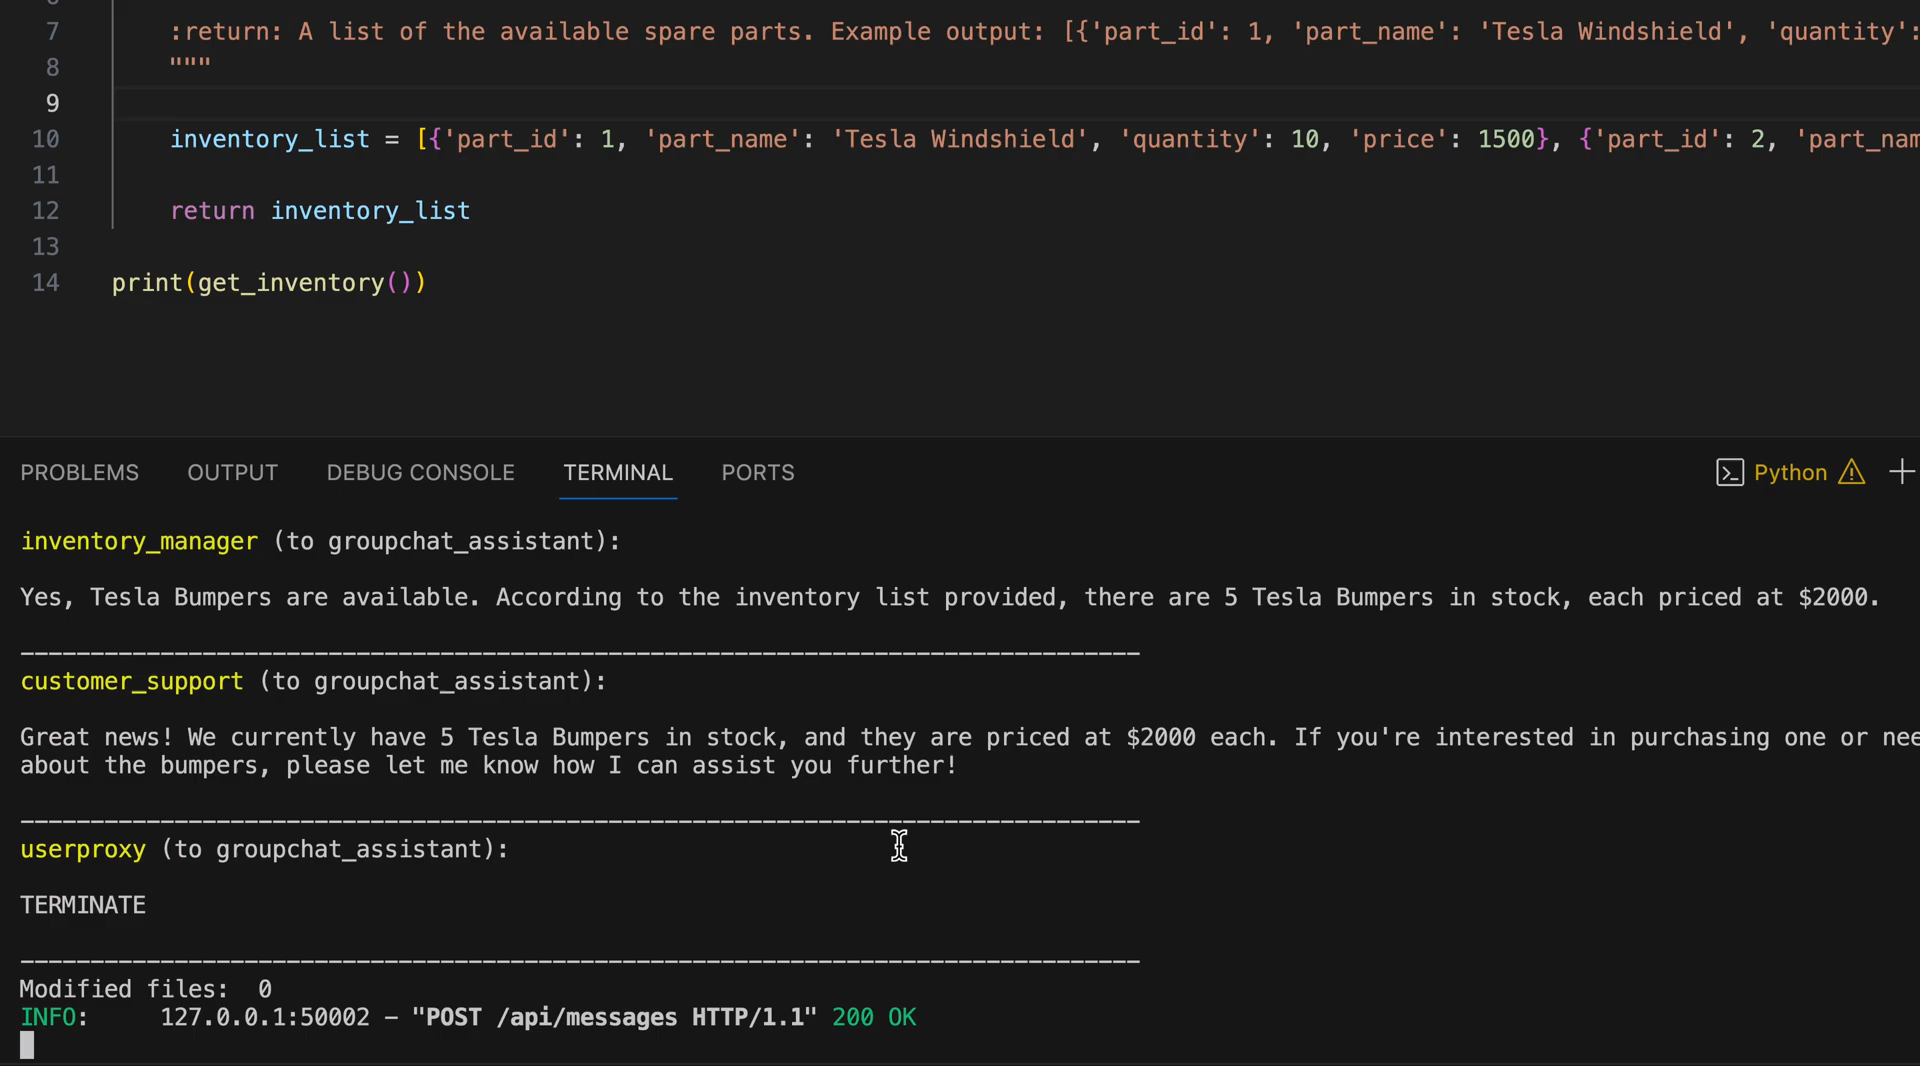 7 :return: A list of the available spare parts. Example output: [{'part_id': 1, 'part_name': 'Tesla Windshield', 'quantity':
8 """
9
10 inventory_list = [{'part_id': 1, 'part_name': 'Tesla Windshield', 'quantity': 10, 'price': 1500}, {'part_id': 2, 'part_nam
11
12 return inventory_list
13
14 print(get_inventory())
PROBLEMS OUTPUT DEBUG CONSOLE TERMINAL PORTS Python
inventory_manager (to groupchat_assistant):
Yes, Tesla Bumpers are available. According to the inventory list provided, there are 5 Tesla Bumpers in stock, each priced at $2000.
________________________________________________________________________________
customer_support (to groupchat_assistant):
Great news! We currently have 5 Tesla Bumpers in stock, and they are priced at $2000 each. If you're interested in purchasing one or nee
about the bumpers, please let me know how I can assist you further!
________________________________________________________________________________
userproxy (to groupchat_assistant):
TERMINATE
________________________________________________________________________________
Modified files:  0
INFO:     127.0.0.1:50002 - "POST /api/messages HTTP/1.1" 200 OK